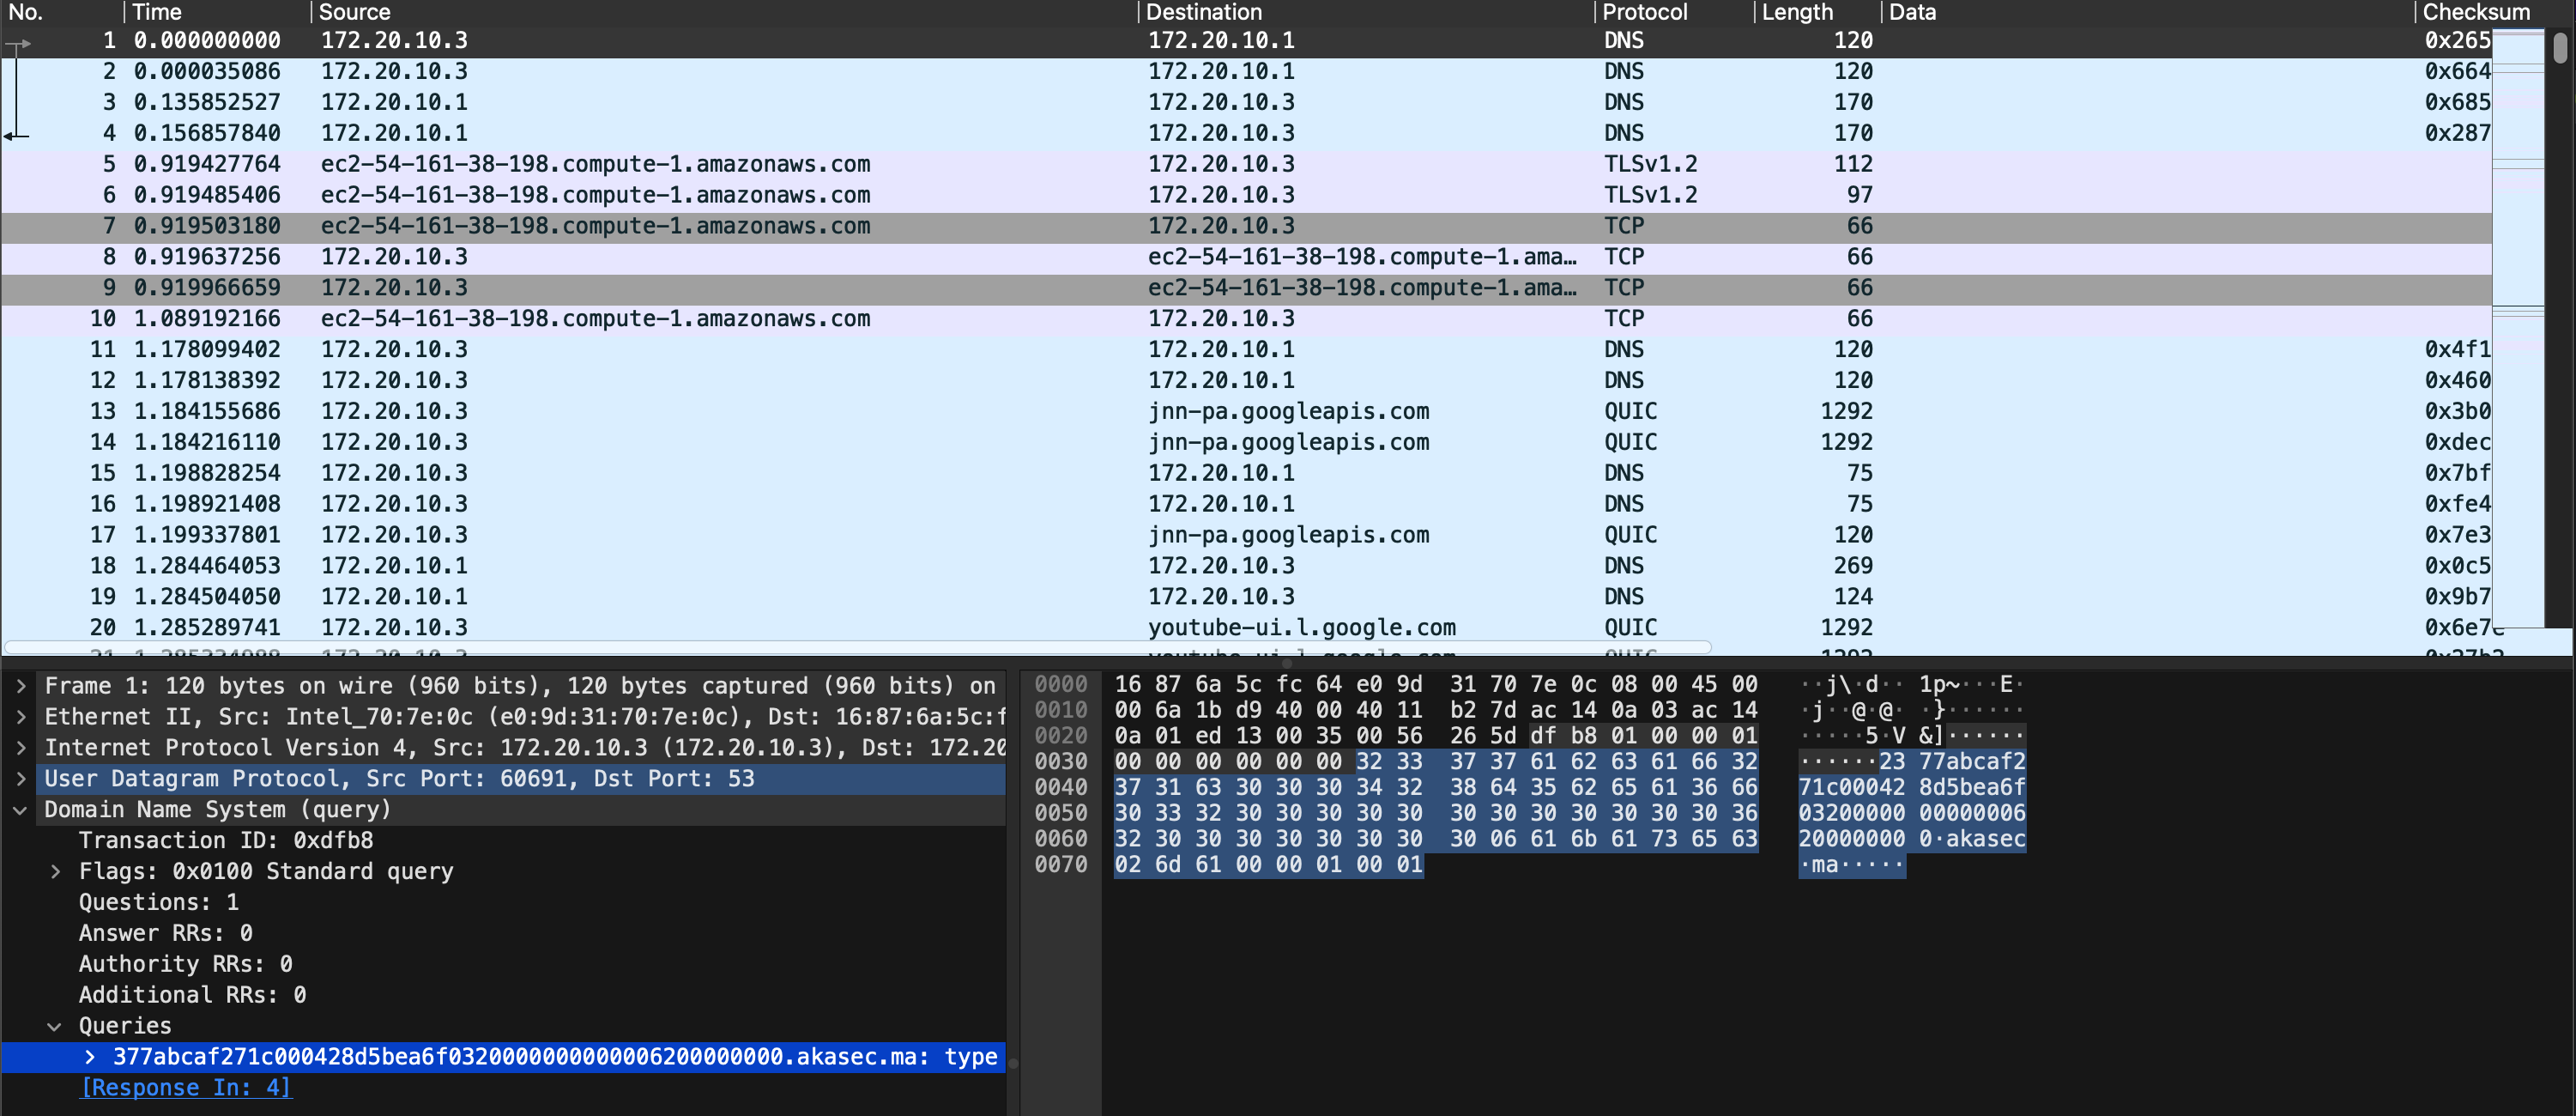 No. Time Source Destination Protocol Length Data Checksum
1 0.000000000 172.20.10.3 172.20.10.1 DNS 120 0x265
2 0.000035086 172.20.10.3 172.20.10.1 DNS 120 0x664
3 0.135852527 172.20.10.1 172.20.10.3 DNS 170 0x685
4 0.156857840 172.20.10.1 172.20.10.3 DNS 170 0x287
5 0.919427764 ec2-54-161-38-198.compute-1.amazonaws.com 172.20.10.3 TLSv1.2 112
6 0.919485406 ec2-54-161-38-198.compute-1.amazonaws.com 172.20.10.3 TLSv1.2 97
7 0.919503180 ec2-54-161-38-198.compute-1.amazonaws.com 172.20.10.3 TCP 66
8 0.919637256 172.20.10.3 ec2-54-161-38-198.compute-1.ama… TCP 66
9 0.919966659 172.20.10.3 ec2-54-161-38-198.compute-1.ama… TCP 66
10 1.089192166 ec2-54-161-38-198.compute-1.amazonaws.com 172.20.10.3 TCP 66
11 1.178099402 172.20.10.3 172.20.10.1 DNS 120 0x4f1
12 1.178138392 172.20.10.3 172.20.10.1 DNS 120 0x460
13 1.184155686 172.20.10.3 jnn-pa.googleapis.com QUIC 1292 0x3b0
14 1.184216110 172.20.10.3 jnn-pa.googleapis.com QUIC 1292 0xdec
15 1.198828254 172.20.10.3 172.20.10.1 DNS 75 0x7bf
16 1.198921408 172.20.10.3 172.20.10.1 DNS 75 0xfe4
17 1.199337801 172.20.10.3 jnn-pa.googleapis.com QUIC 120 0x7e3
18 1.284464053 172.20.10.1 172.20.10.3 DNS 269 0x0c5
19 1.284504050 172.20.10.1 172.20.10.3 DNS 124 0x9b7
20 1.285289741 172.20.10.3 youtube-ui.l.google.com QUIC 1292 0x6e7e
Frame 1: 120 bytes on wire (960 bits), 120 bytes captured (960 bits) on
Ethernet II, Src: Intel_70:7e:0c (e0:9d:31:70:7e:0c), Dst: 16:87:6a:5c:f
Internet Protocol Version 4, Src: 172.20.10.3 (172.20.10.3), Dst: 172.20
User Datagram Protocol, Src Port: 60691, Dst Port: 53
Domain Name System (query)
Transaction ID: 0xdfb8
Flags: 0x0100 Standard query
Questions: 1
Answer RRs: 0
Authority RRs: 0
Additional RRs: 0
Queries
377abcaf271c000428d5bea6f03200000000000006200000000.akasec.ma: type
[Response In: 4]
0000 16 87 6a 5c fc 64 e0 9d 31 70 7e 0c 08 00 45 00 ··j\·d·· 1p~···E·
0010 00 6a 1b d9 40 00 40 11 b2 7d ac 14 0a 03 ac 14 ·j··@·@· ·}······
0020 0a 01 ed 13 00 35 00 56 26 5d df b8 01 00 00 01 ·····5·V &]······
0030 00 00 00 00 00 00 32 33 37 37 61 62 63 61 66 32 ······23 77abcaf2
0040 37 31 63 30 30 30 34 32 38 64 35 62 65 61 36 66 71c00042 8d5bea6f
0050 30 33 32 30 30 30 30 30 30 30 30 30 30 30 30 36 03200000 00000006
0060 32 30 30 30 30 30 30 30 30 06 61 6b 61 73 65 63 20000000 0·akasec
0070 02 6d 61 00 00 01 00 01 ·ma·····